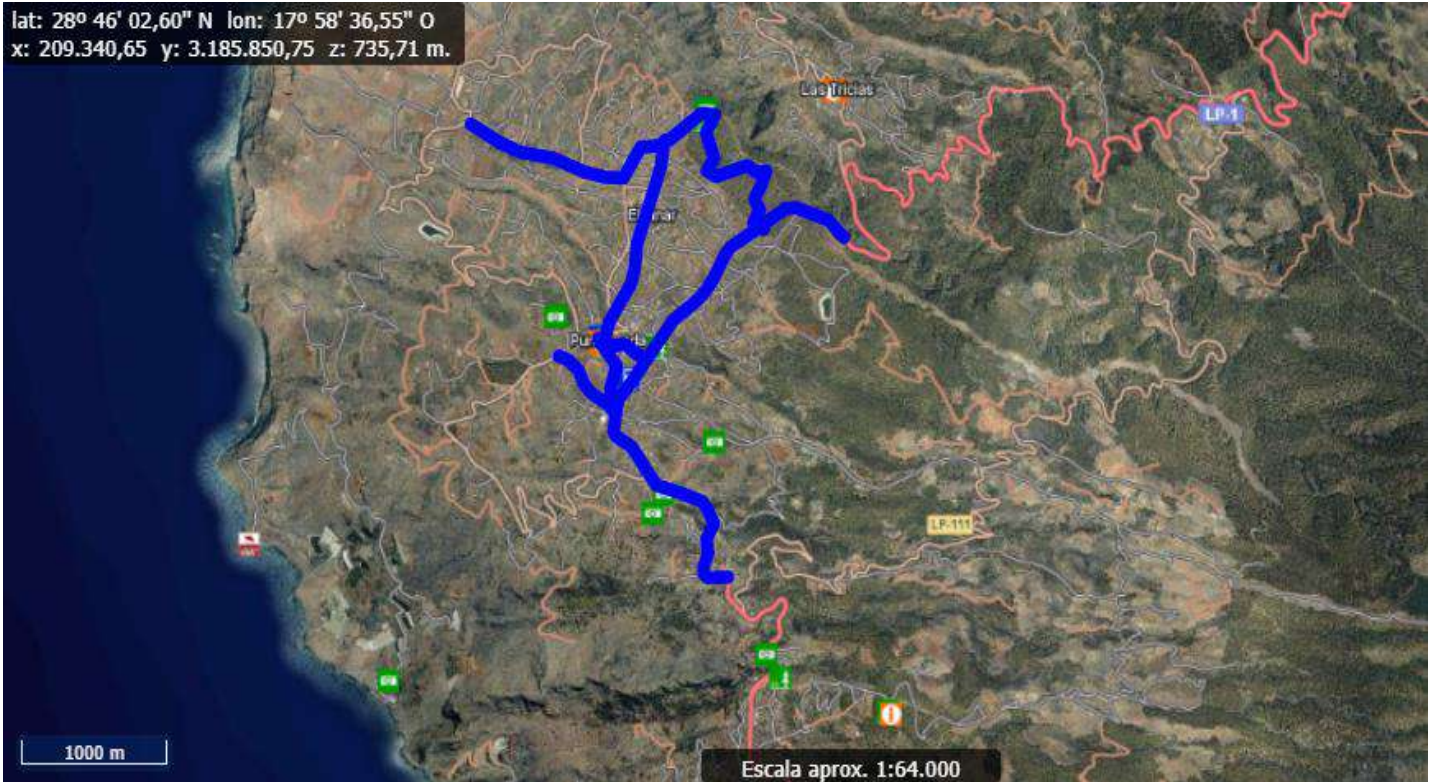 lat: 28º 46' 02,60" N lon: 17º 58' 36,55" O
x: 209.340,65 y: 3.185.850,75 z: 735,71 m.
Las Tricias
LP-1
LP-111
1000 m
Escala aprox. 1:64.000